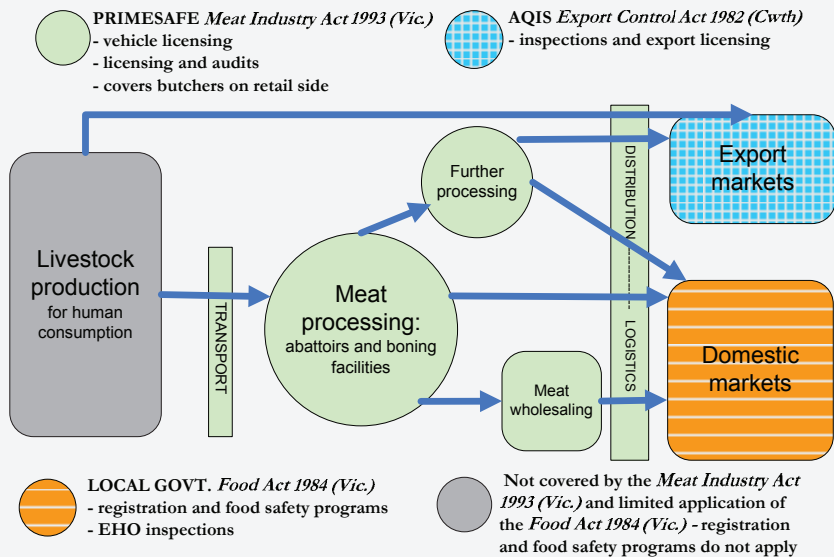 PRIMESAFE Meat Industry Act 1993 (Vic.)
- vehicle licensing
- licensing and audits
- covers butchers on retail side
AQIS Export Control Act 1982 (Cwth)
- inspections and export licensing
Livestock
production
for human
consumption
TRANSPORT
Meat
processing:
abattoirs and boning
facilities
Further
processing
Meat
wholesaling
DISTRIBUTION ------------- LOGISTICS
Export
markets
Domestic
markets
LOCAL GOVT. Food Act 1984 (Vic.)
- registration and food safety programs
- EHO inspections
Not covered by the Meat Industry Act
1993 (Vic.) and limited application of
the Food Act 1984 (Vic.) - registration
and food safety programs do not apply